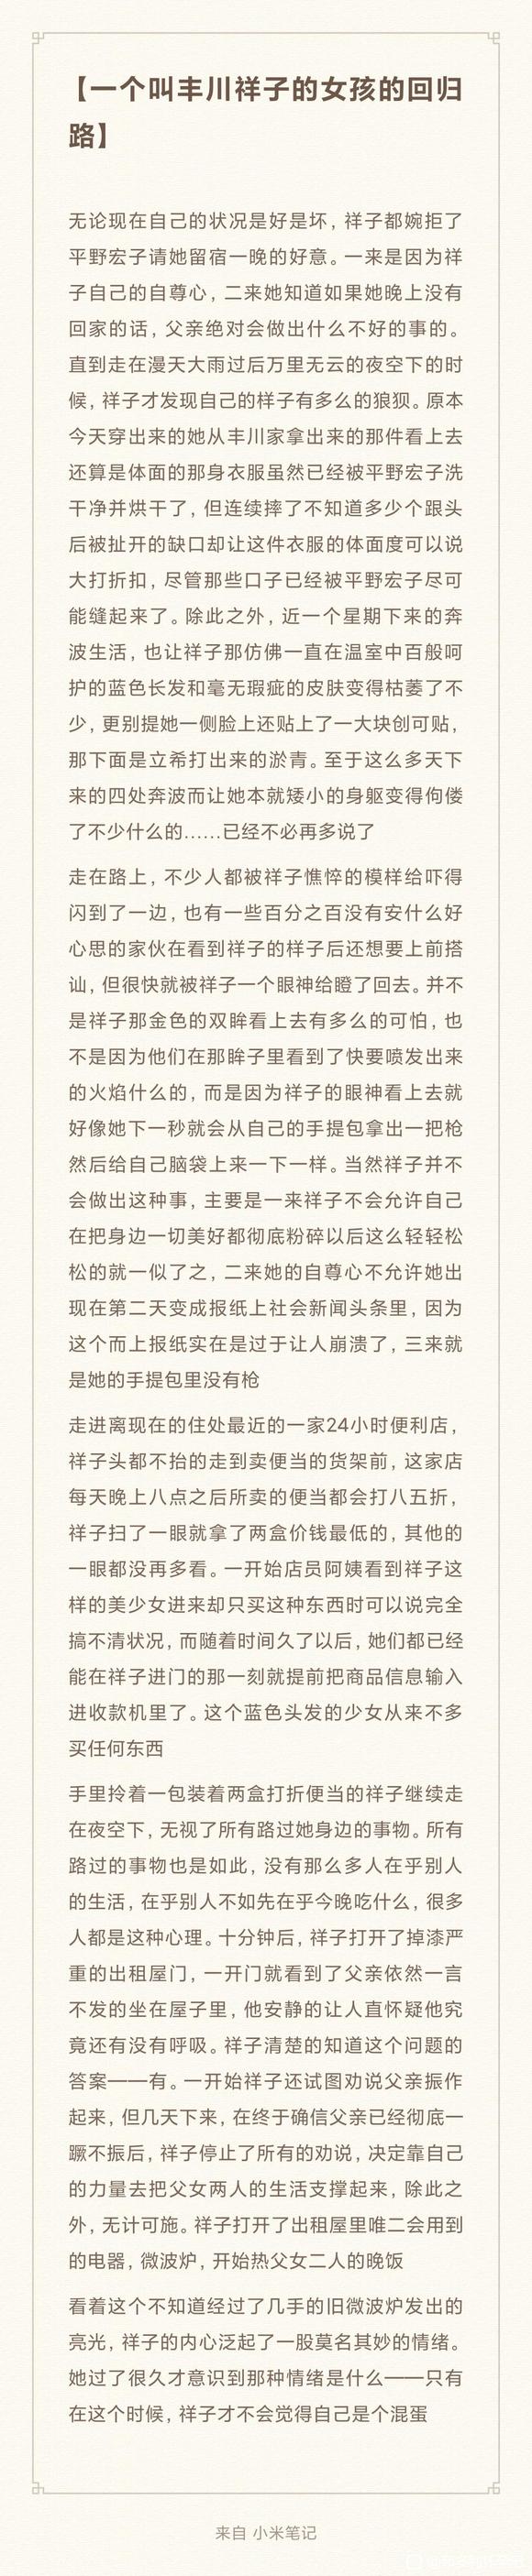 【一个叫丰川祥子的女孩的回归
路】
无论现在自己的状况是好是坏，祥子都婉拒了
平野宏子请她留宿一晚的好意。一来是因为祥
子自己的自尊心，二来她知道如果她晚上没有
回家的话，父亲绝对会做出什么不好的事的。
直到走在漫天大雨过后万里无云的夜空下的时
候，祥子才发现自己的样子有多么的狼狈。原本
今天穿出来的她从丰川家拿出来的那件看上去
还算是体面的那身衣服虽然已经被平野宏子洗
干净并烘干了，但连续摔了不知道多少个跟头
后被扯开的缺口却让这件衣服的体面度可以说
大打折扣，尽管那些口子已经被平野宏子尽可
能缝起来了。除此之外，近一个星期下来的奔
波生活，也让祥子那仿佛一直在温室中百般呵
护的蓝色长发和毫无瑕疵的皮肤变得枯萎了不
少，更别提她一侧脸上还贴上了一大块创可贴，
那下面是立希打出来的淤青。至于这么多天下
来的四处奔波而让她本就矮小的身躯变得佝偻
了不少什么的……已经不必再多说了
走在路上，不少人都被祥子憔悴的模样给吓得
闪到了一边，也有一些百分之百没有安什么好
心思的家伙在看到祥子的样子后还想要上前搭
讪，但很快就被祥子一个眼神给瞪了回去。并不
是祥子那金色的双眸看上去有多么的可怕，也
不是因为他们在那眸子里看到了快要喷发出来
的火焰什么的，而是因为祥子的眼神看上去就
好像她下一秒就会从自己的手提包拿出一把枪
然后给自己脑袋上来一下一样。当然祥子并不
会做出这种事，主要是一来祥子不会允许自己
在把身边一切美好都彻底粉碎以后这么轻轻松
松的就一似了之，二来她的自尊心不允许她出
现在第二天变成报纸上社会新闻头条里，因为
这个而上报纸实在是过于让人崩溃了，三来就
是她的手提包里没有枪
走进离现在的住处最近的一家24小时便利店，
祥子头都不抬的走到卖便当的货架前，这家店
每天晚上八点之后所卖的便当都会打八五折，
祥子扫了一眼就拿了两盒价钱最低的，其他的
一眼都没再多看。一开始店员阿姨看到祥子这
样的美少女进来却只买这种东西时可以说完全
搞不清状况，而随着时间久了以后，她们都已经
能在祥子进门的那一刻就提前把商品信息输入
进收款机里了。这个蓝色头发的少女从来不多
买任何东西
手里拎着一包装着两盒打折便当的祥子继续走
在夜空下，无视了所有路过她身边的事物。所有
路过的事物也是如此，没有那么多人在乎别人
的生活，在乎别人不如先在乎今晚吃什么，很多
人都是这种心理。十分钟后，祥子打开了掉漆严
重的出租屋门，一开门就看到了父亲依然一言
不发的坐在屋子里，他安静的让人直怀疑他究
竟还有没有呼吸。祥子清楚的知道这个问题的
答案——有。一开始祥子还试图劝说父亲振作
起来，但几天下来，在终于确信父亲已经彻底一
蹶不振后，祥子停止了所有的劝说，决定靠自己
的力量去把父女两人的生活支撑起来，除此之
外，无计可施。祥子打开了出租屋里唯二会用到
的电器，微波炉，开始热父女二人的晚饭
看着这个不知道经过了几手的旧微波炉发出的
亮光，祥子的内心泛起了一股莫名其妙的情绪。
她过了很久才意识到那种情绪是什么——只有
在这个时候，祥子才不会觉得自己是个混蛋
来自 小米笔记